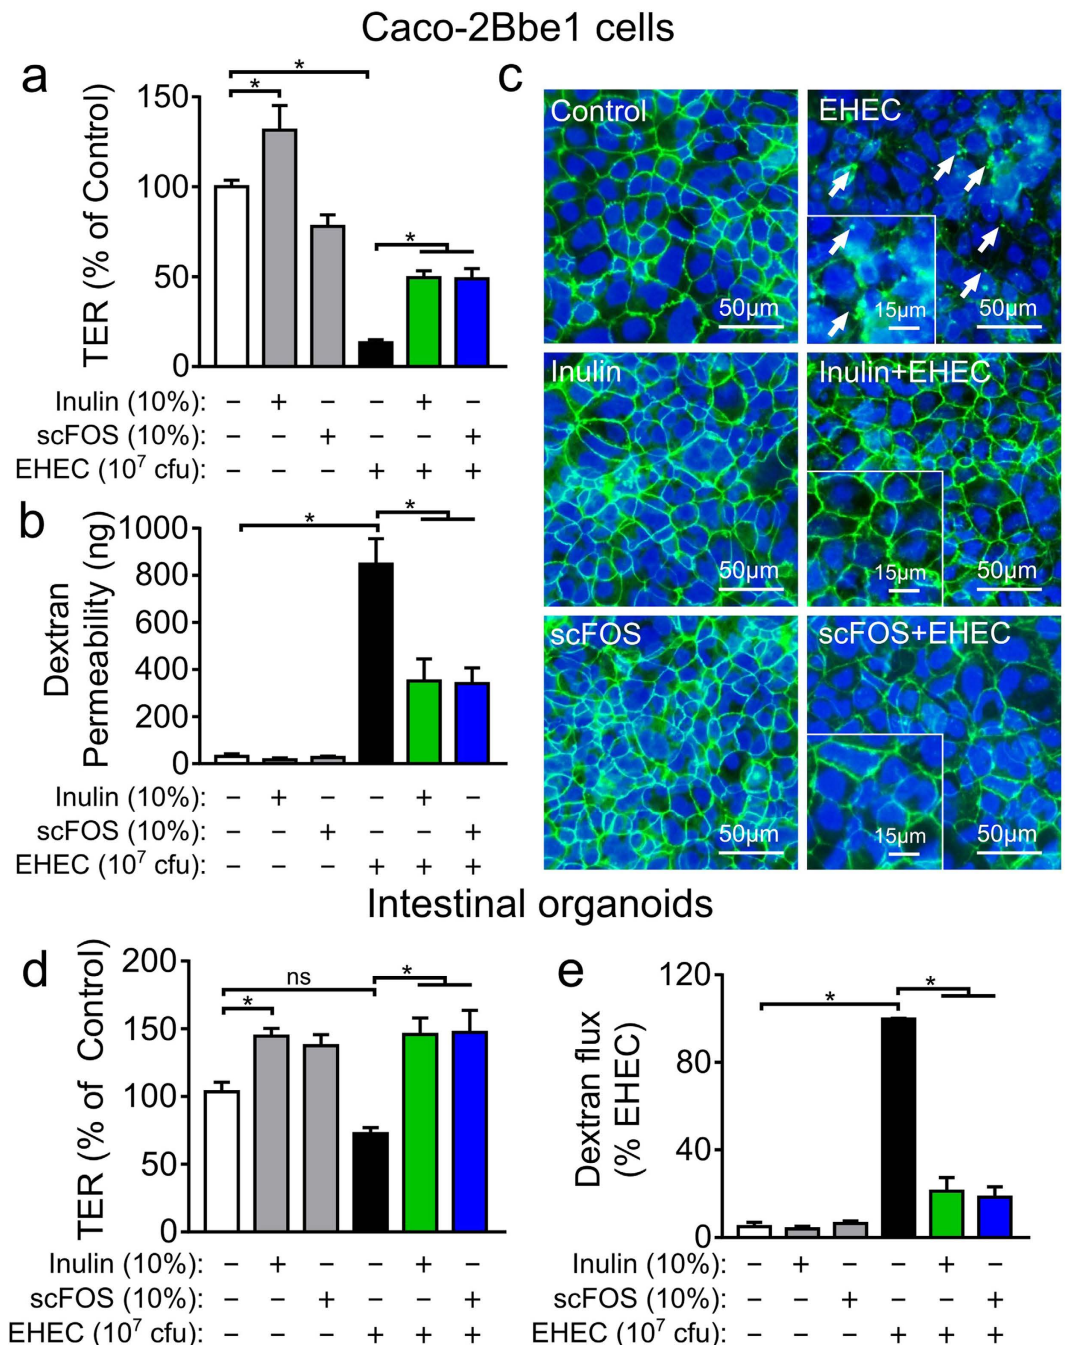 Caco-2Bbe1 cells
a
TER (% of Control)
150
100
50
0
*
*
*
Inulin (10%): – + – – + –
scFOS (10%): – – + – – +
EHEC (10⁷ cfu): – – – + + +
b
Dextran
Permeability (ng)
1000
800
600
400
200
0
*
*
Inulin (10%): – + – – + –
scFOS (10%): – – + – – +
EHEC (10⁷ cfu): – – – + + +
c
Control
50µm
EHEC
15µm
50µm
Inulin
50µm
Inulin+EHEC
15µm
50µm
scFOS
50µm
scFOS+EHEC
15µm
50µm
Intestinal organoids
d
TER (% of Control)
200
150
100
50
0
ns
*
*
Inulin (10%): – + – – + –
scFOS (10%): – – + – – +
EHEC (10⁷ cfu): – – – + + +
e
Dextran flux
(% EHEC)
120
80
40
0
*
*
Inulin (10%): – + – – + –
scFOS (10%): – – + – – +
EHEC (10⁷ cfu): – – – + + +